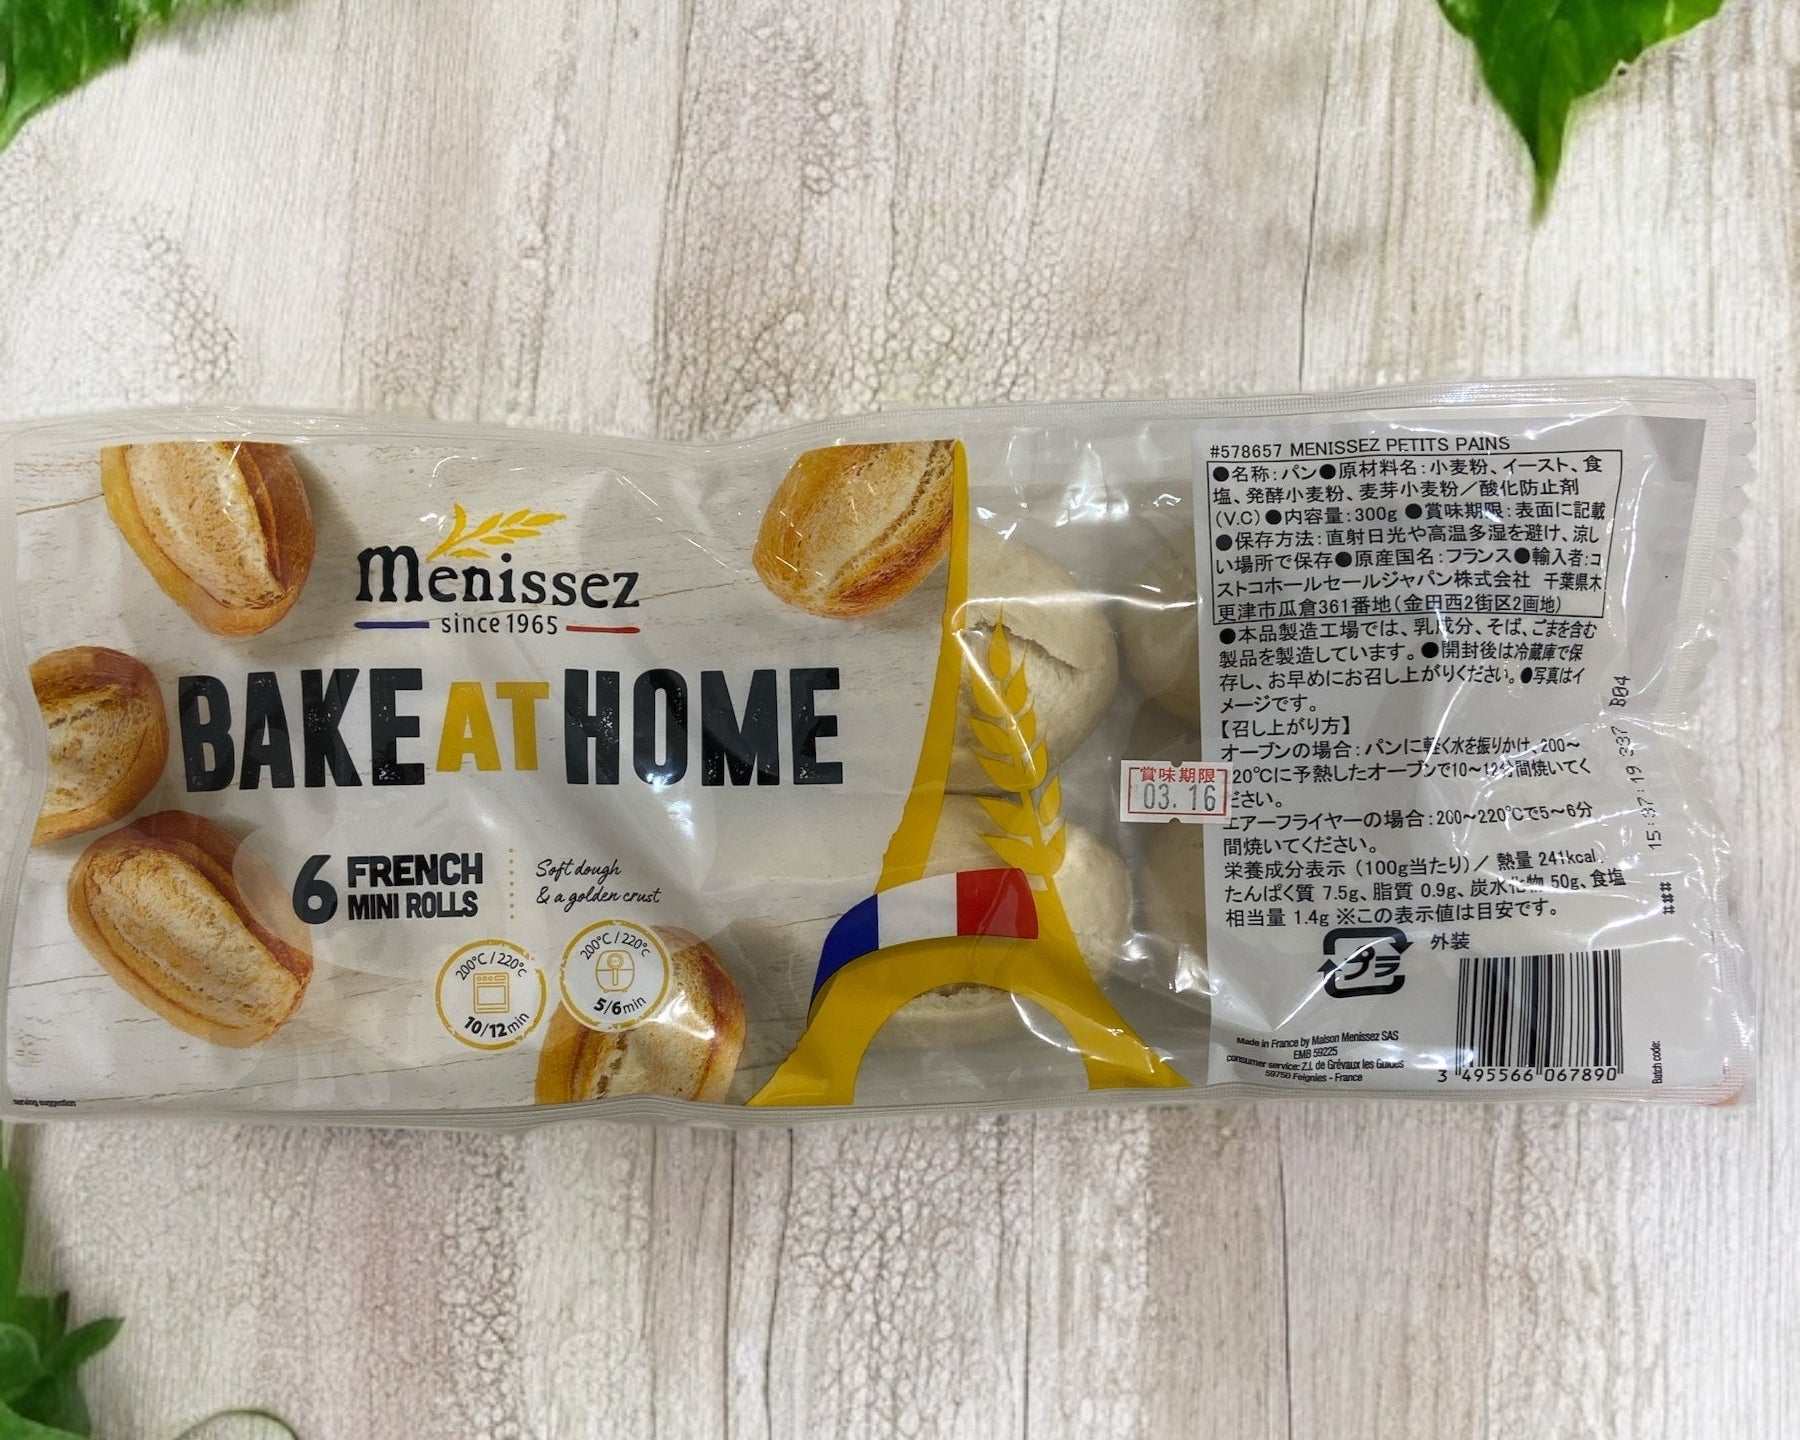 Menissez
since 1965
BAKE AT HOME
6 FRENCH
MINI ROLLS
Soft dough
& a golden crust
200°C / 220°C
10/12 min
200°C / 220°C
5/6 min
賞味期限
03. 16
#578657 MENISSEZ PETITS PAINS
●名称：パン●原材料名：小麦粉、イースト、食
塩、発酵小麦粉、麦芽小麦粉／酸化防止剤
（V.C）●内容量：300g ●賞味期限：表面に記載
●保存方法：直射日光や高温多湿を避け、涼し
い場所で保存●原産国名：フランス●輸入者：コ
ストコホールセールジャパン株式会社 千葉県木
更津市瓜倉361番地（金田西2街区2画地）
●本品製造工場では、乳成分、そば、ごまを含む
製品を製造しています。●開封後は冷蔵庫で保
存し、お早めにお召し上がりください。●写真はイ
メージです。
【召し上がり方】
オーブンの場合：パンに軽く水を振りかけ、200～
20℃に予熱したオーブンで10～12分間焼いてく
ださい。
エアーフライヤーの場合：200～220℃で5～6分
間焼いてください。
栄養成分表示（100g当たり）／ 熱量 241kcal、
たんぱく質 7.5g、脂質 0.9g、炭水化物 50g、食塩
相当量 1.4g ※この表示値は目安です。
プラ
外装
Made in France by Maison Menissez SAS
EMB 59225
consumer service: Z.I. de Grévaux les Guides
59750 Feignies - France
3 495566 067890
Batch code:
B04
###